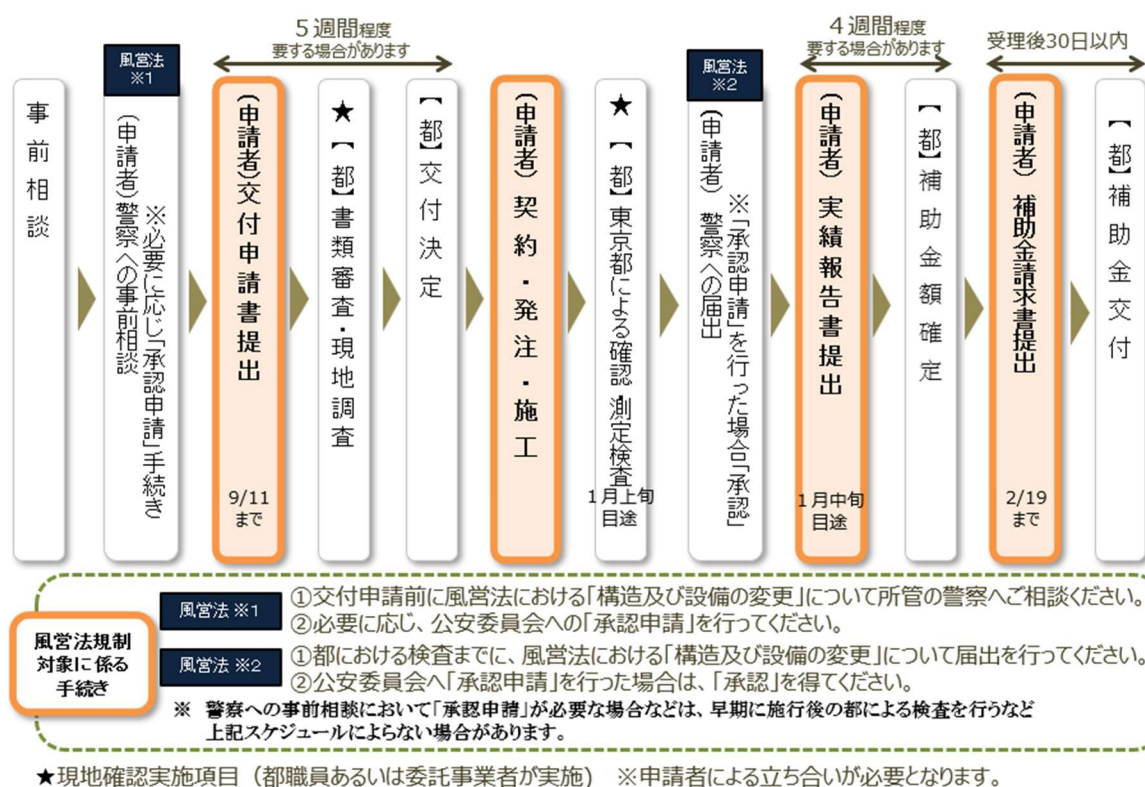 5週間程度
要する場合があります
4週間程度
要する場合があります
受理後30日以内
事前相談
風営法
※1
(申請者)警察への事前相談
※必要に応じ「承認申請」手続き
(申請者)交付申請書提出
9/11
まで
★【都】書類審査・現地調査
【都】交付決定
(申請者)契約・発注・施工
★【都】東京都による確認・測定検査
1月上旬
目途
風営法
※2
(申請者)警察への届出
※「承認申請」を行った場合「承認」
(申請者)実績報告書提出
1月中旬
目途
【都】補助金額確定
(申請者)補助金請求書提出
2/19
まで
【都】補助金交付
風営法規制
対象に係る
手続き
風営法 ※1
①交付申請前に風営法における「構造及び設備の変更」について所管の警察へご相談ください。
②必要に応じ、公安委員会への「承認申請」を行ってください。
風営法 ※2
①都における検査までに、風営法における「構造及び設備の変更」について届出を行ってください。
②公安委員会へ「承認申請」を行った場合は、「承認」を得てください。
※ 警察への事前相談において「承認申請」が必要な場合などは、早期に施行後の都による検査を行うなど
上記スケジュールによらない場合があります。
★現地確認実施項目(都職員あるいは委託事業者が実施) ※申請者による立ち合いが必要となります。